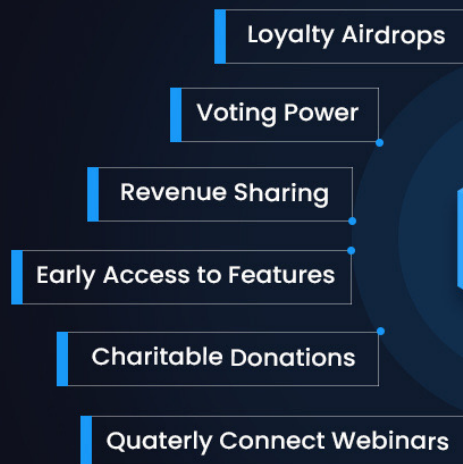 Loyalty Airdrops
Voting Power
Revenue Sharing
Early Access to Features
Charitable Donations
Quaterly Connect Webinars